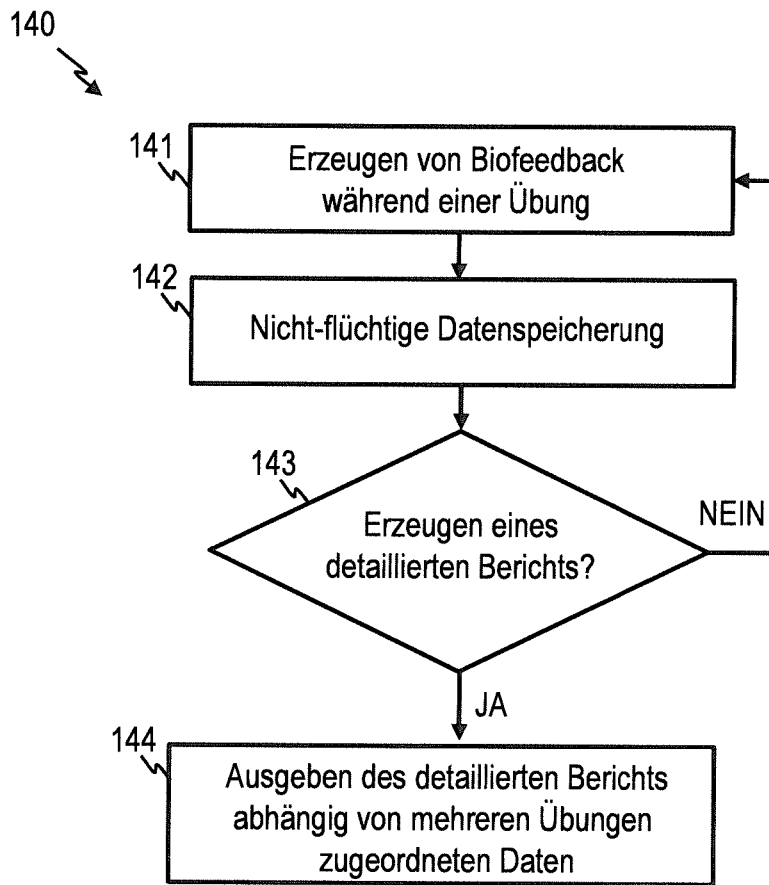 140
141
Erzeugen von Biofeedback
während einer Übung
142
Nicht-flüchtige Datenspeicherung
143
Erzeugen eines
detaillierten Berichts?
NEIN
JA
144
Ausgeben des detaillierten Berichts
abhängig von mehreren Übungen
zugeordneten Daten